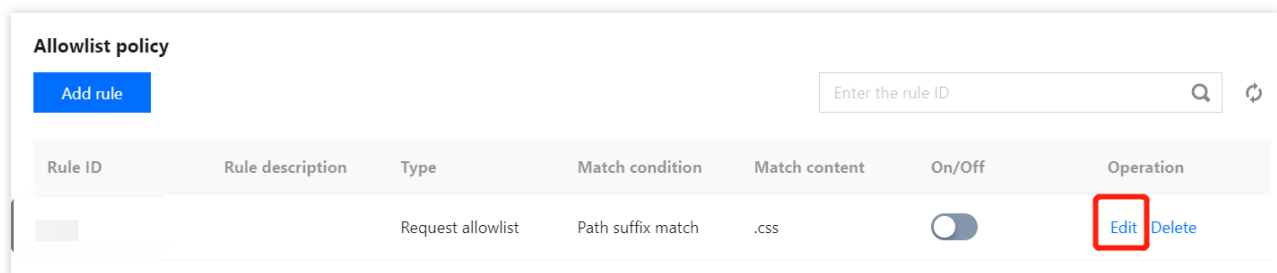 Allowlist policy
Add rule
Enter the rule ID
Rule ID Rule description Type Match condition Match content On/Off Operation
Request allowlist Path suffix match .css Edit Delete